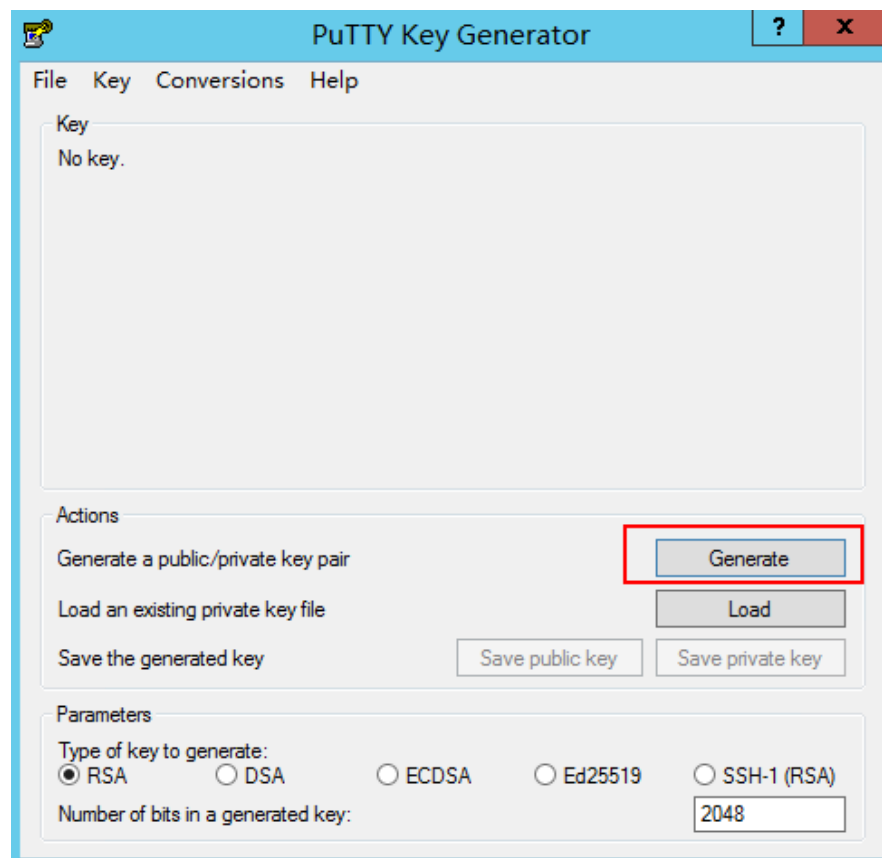 PuTTY Key Generator ? x
File Key Conversions Help
Key
No key.
Actions
Generate a public/private key pair Generate
Load an existing private key file Load
Save the generated key Save public key Save private key
Parameters
Type of key to generate:
RSA DSA ECDSA Ed25519 SSH-1 (RSA)
Number of bits in a generated key: 2048